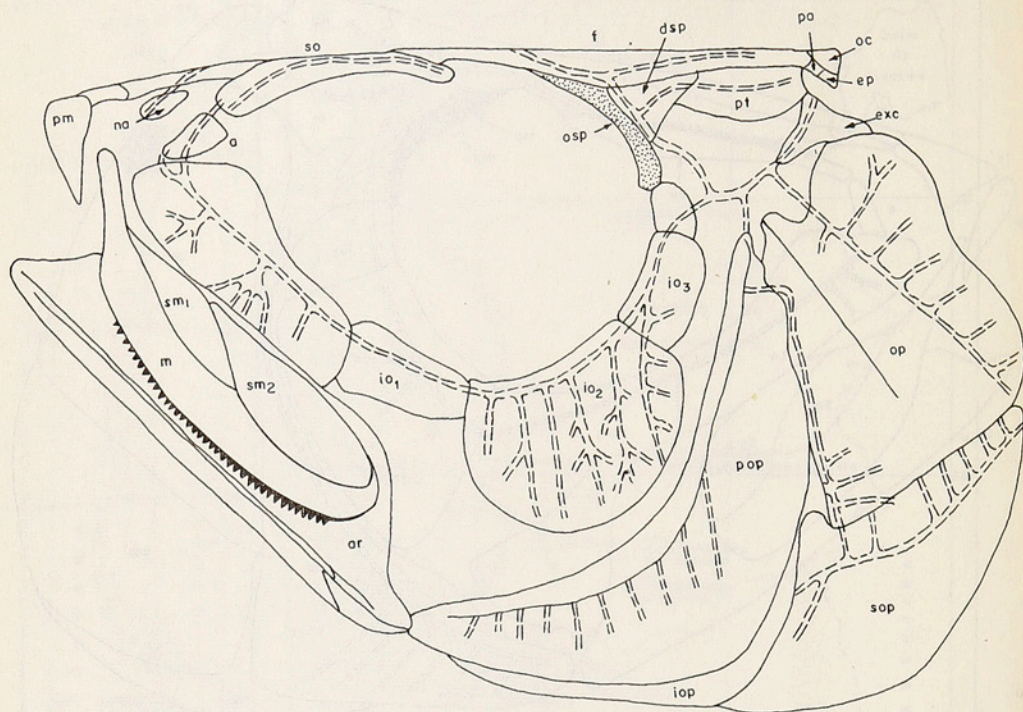 so
f
dsp
pa
oc
ep
pm
na
a
osp
pt
exc
sm1
io3
m
sm2
io1
io2
op
pop
ar
sop
iop